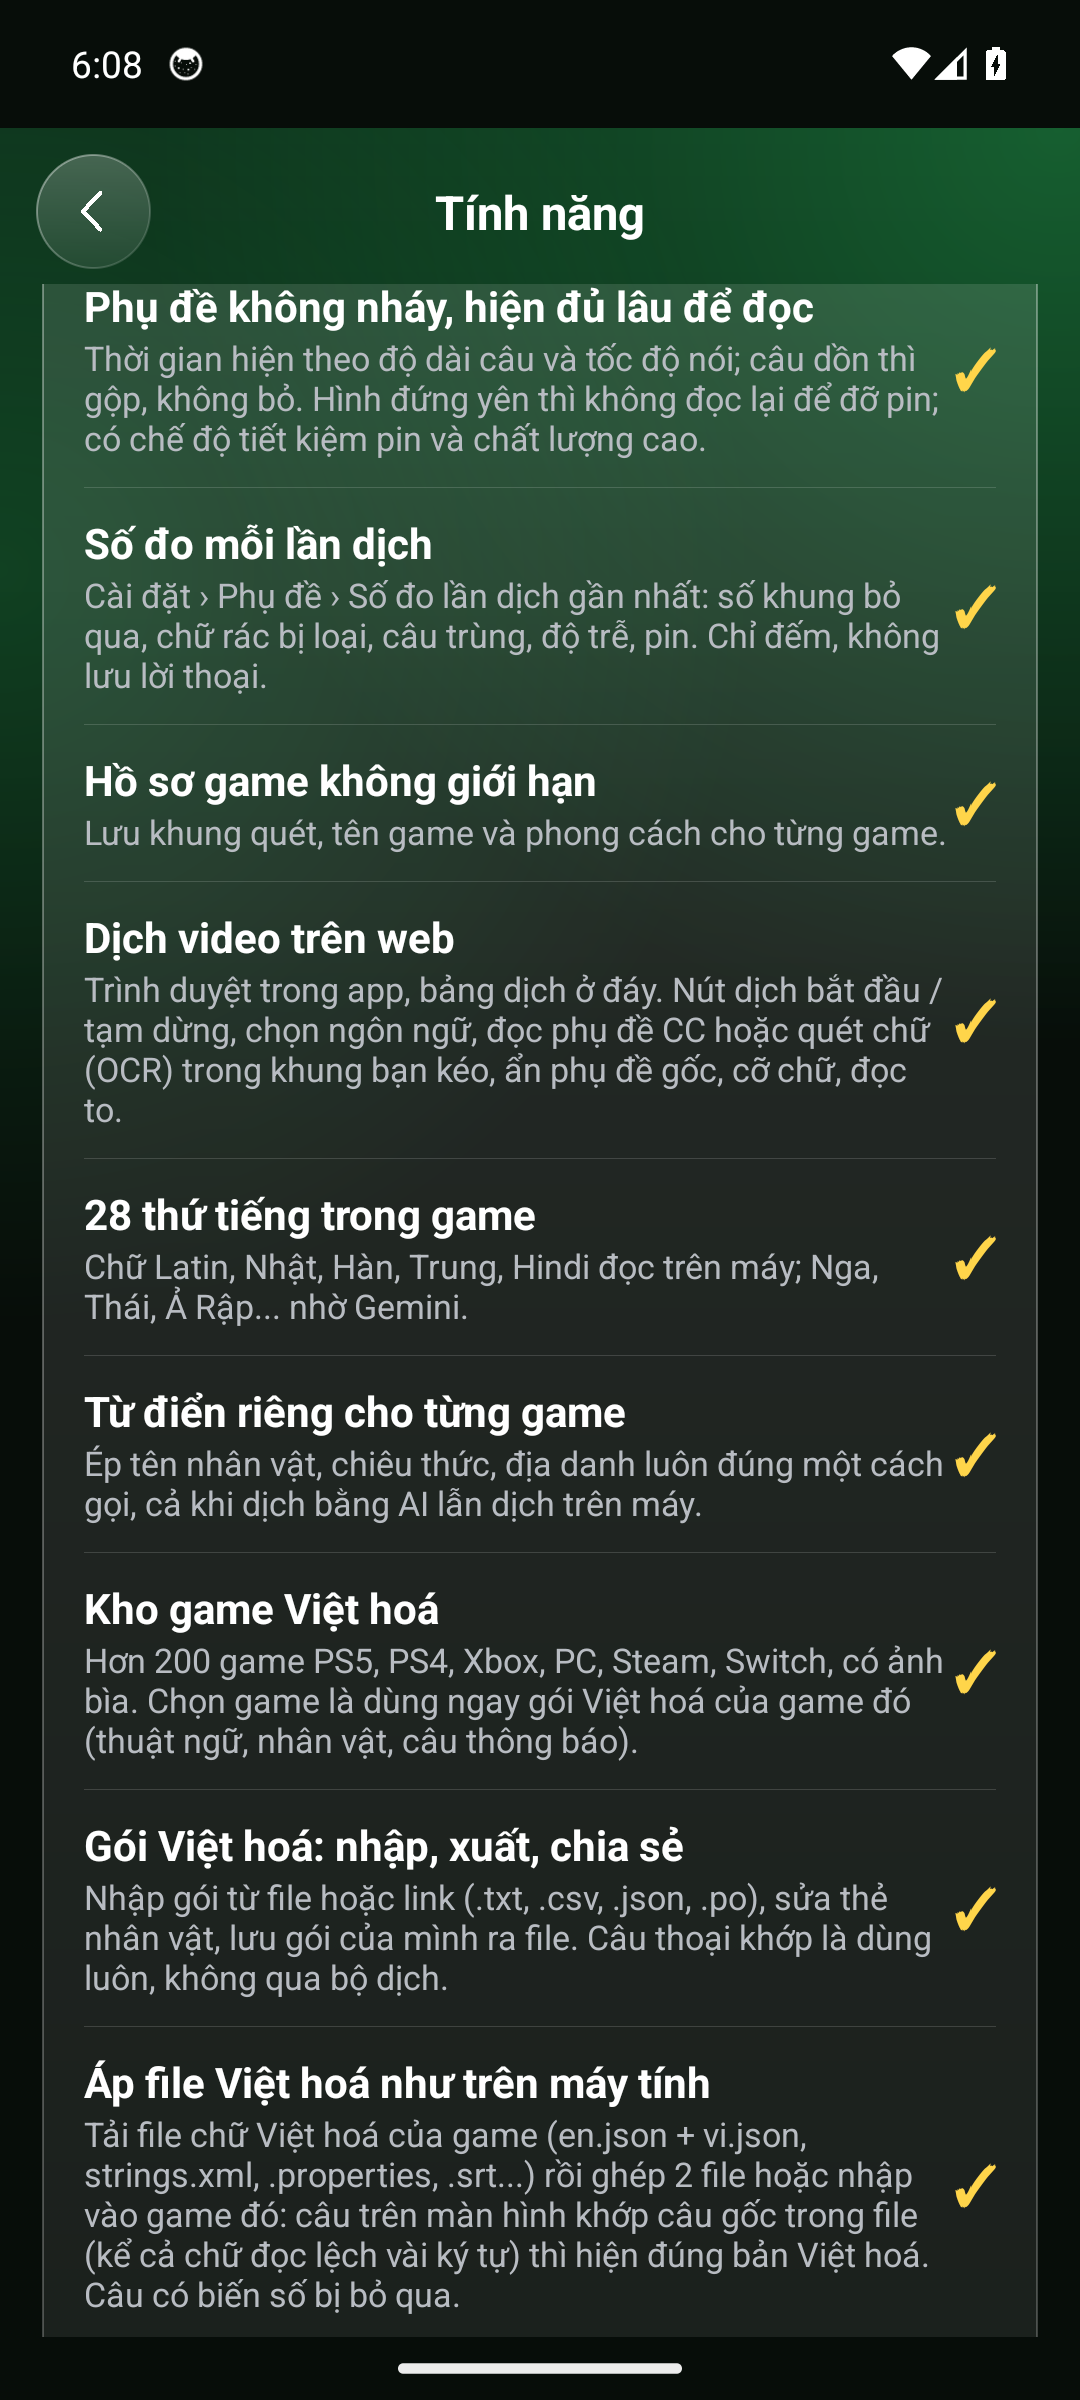 6:08
Tính năng
Phụ đề không nháy, hiện đủ lâu để đọc
Thời gian hiện theo độ dài câu và tốc độ nói; câu dồn thì
gộp, không bỏ. Hình đứng yên thì không đọc lại để đỡ pin;
có chế độ tiết kiệm pin và chất lượng cao.
Số đo mỗi lần dịch
Cài đặt › Phụ đề › Số đo lần dịch gần nhất: số khung bỏ
qua, chữ rác bị loại, câu trùng, độ trễ, pin. Chỉ đếm, không
lưu lời thoại.
Hồ sơ game không giới hạn
Lưu khung quét, tên game và phong cách cho từng game.
Dịch video trên web
Trình duyệt trong app, bảng dịch ở đáy. Nút dịch bắt đầu /
tạm dừng, chọn ngôn ngữ, đọc phụ đề CC hoặc quét chữ
(OCR) trong khung bạn kéo, ẩn phụ đề gốc, cỡ chữ, đọc
to.
28 thứ tiếng trong game
Chữ Latin, Nhật, Hàn, Trung, Hindi đọc trên máy; Nga,
Thái, Ả Rập... nhờ Gemini.
Từ điển riêng cho từng game
Ép tên nhân vật, chiêu thức, địa danh luôn đúng một cách
gọi, cả khi dịch bằng AI lẫn dịch trên máy.
Kho game Việt hoá
Hơn 200 game PS5, PS4, Xbox, PC, Steam, Switch, có ảnh
bìa. Chọn game là dùng ngay gói Việt hoá của game đó
(thuật ngữ, nhân vật, câu thông báo).
Gói Việt hoá: nhập, xuất, chia sẻ
Nhập gói từ file hoặc link (.txt, .csv, .json, .po), sửa thẻ
nhân vật, lưu gói của mình ra file. Câu thoại khớp là dùng
luôn, không qua bộ dịch.
Áp file Việt hoá như trên máy tính
Tải file chữ Việt hoá của game (en.json + vi.json,
strings.xml, .properties, .srt...) rồi ghép 2 file hoặc nhập
vào game đó: câu trên màn hình khớp câu gốc trong file
(kể cả chữ đọc lệch vài ký tự) thì hiện đúng bản Việt hoá.
Câu có biến số bị bỏ qua.